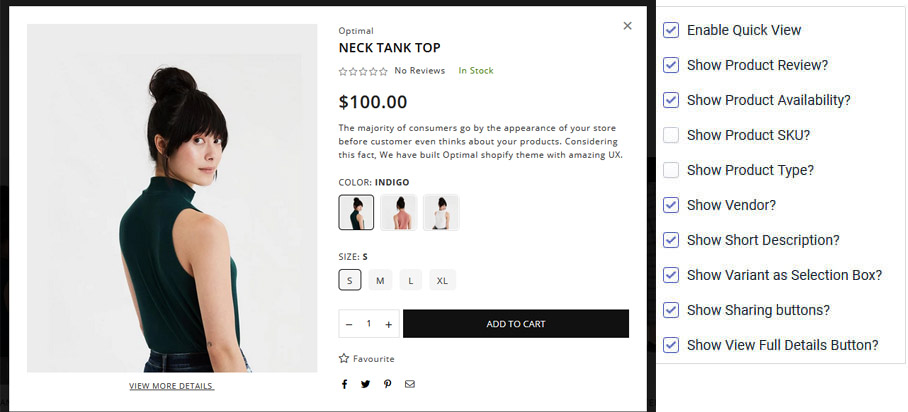 Optimal
NECK TANK TOP
No Reviews In Stock
$100.00
The majority of consumers go by the appearance of your store
before customer even thinks about your products. Considering
this fact, We have built Optimal shopify theme with amazing UX.
COLOR: INDIGO
SIZE: S
S M L XL
− 1 +
ADD TO CART
Favourite
VIEW MORE DETAILS
Enable Quick View
Show Product Review?
Show Product Availability?
Show Product SKU?
Show Product Type?
Show Vendor?
Show Short Description?
Show Variant as Selection Box?
Show Sharing buttons?
Show View Full Details Button?